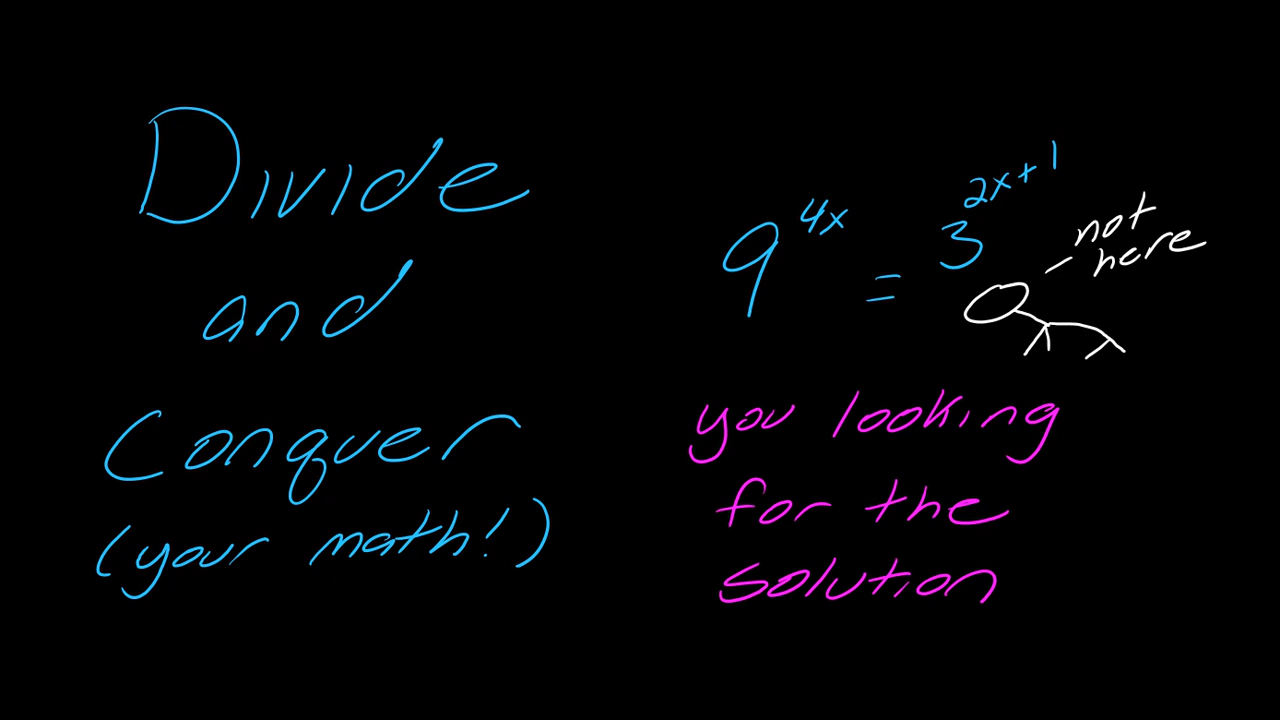 Divide
and
Conquer
(your math!)
9^4x = 3^2x+1
not
here
you looking
for the
solution